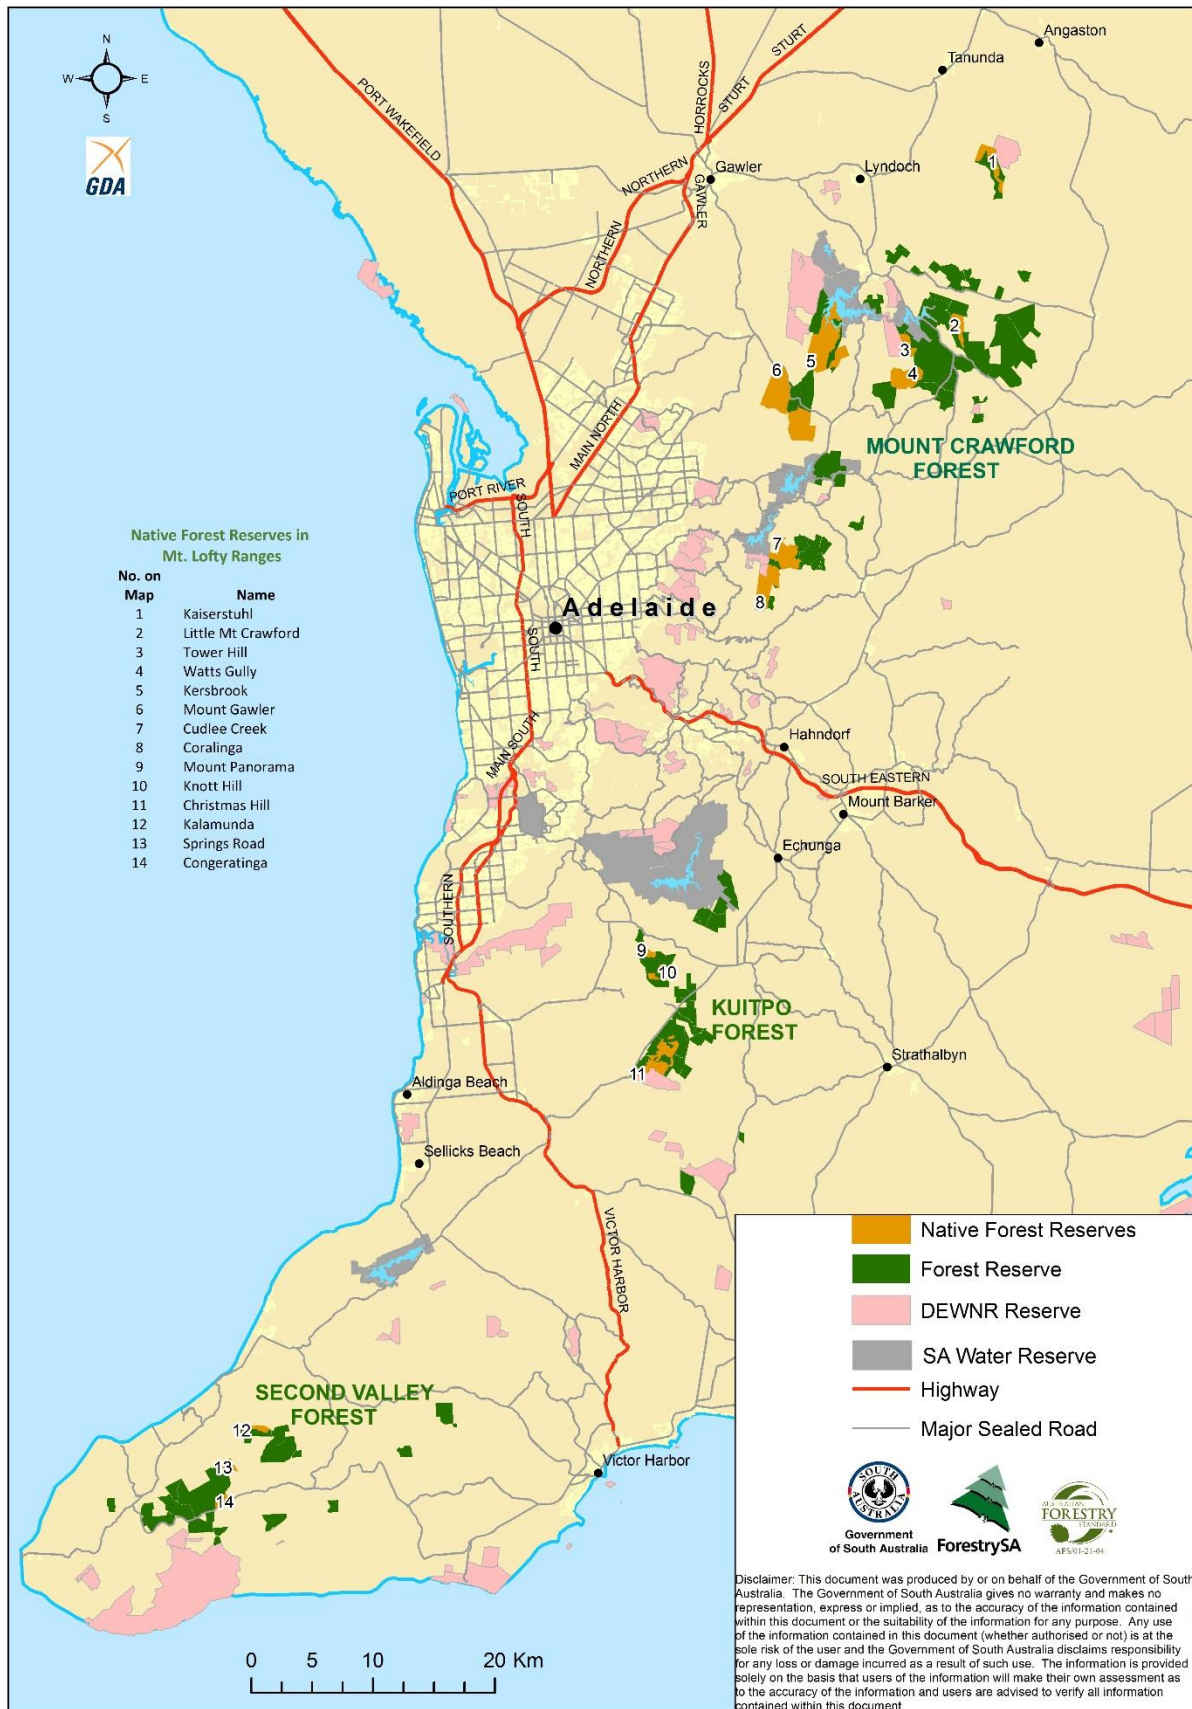 N
W E
S
GDA
PORT WAKEFIELD
HORROCKS
STURT
STURT
Angaston
Tanunda
NORTHERN
Gawler
GAWLER
Lyndoch
1
NORTHERN
2
3
4
5
6
MAIN NORTH
MOUNT CRAWFORD
FOREST
PORT RIVER
SOUTH
7
8
Native Forest Reserves in
Mt. Lofty Ranges
No. on
Map Name
1 Kaiserstuhl
2 Little Mt Crawford
3 Tower Hill
4 Watts Gully
5 Kersbrook
6 Mount Gawler
7 Cudlee Creek
8 Coralinga
9 Mount Panorama
10 Knott Hill
11 Christmas Hill
12 Kalamunda
13 Springs Road
14 Congeratinga
Adelaide
SOUTH
MAIN SOUTH
Hahndorf
SOUTH EASTERN
Mount Barker
Echunga
SOUTHERN
9
10
KUITPO
FOREST
11
Strathalbyn
Aldinga Beach
Sellicks Beach
VICTOR HARBOR
SECOND VALLEY
FOREST
12
13
14
Victor Harbor
Native Forest Reserves
Forest Reserve
DEWNR Reserve
SA Water Reserve
Highway
Major Sealed Road
SOUTH AUSTRALIA
Government
of South Australia
ForestrySA
AUSTRALIAN
FORESTRY
STANDARD
AFS/01-21-04
0 5 10 20 Km
Disclaimer: This document was produced by or on behalf of the Government of South
Australia. The Government of South Australia gives no warranty and makes no
representation, express or implied, as to the accuracy of the information contained
within this document or the suitability of the information for any purpose. Any use
of the information contained in this document (whether authorised or not) is at the
sole risk of the user and the Government of South Australia disclaims responsibility
for any loss or damage incurred as a result of such use. The information is provided
solely on the basis that users of the information will make their own assessment as
to the accuracy of the information and users are advised to verify all information
contained within this document